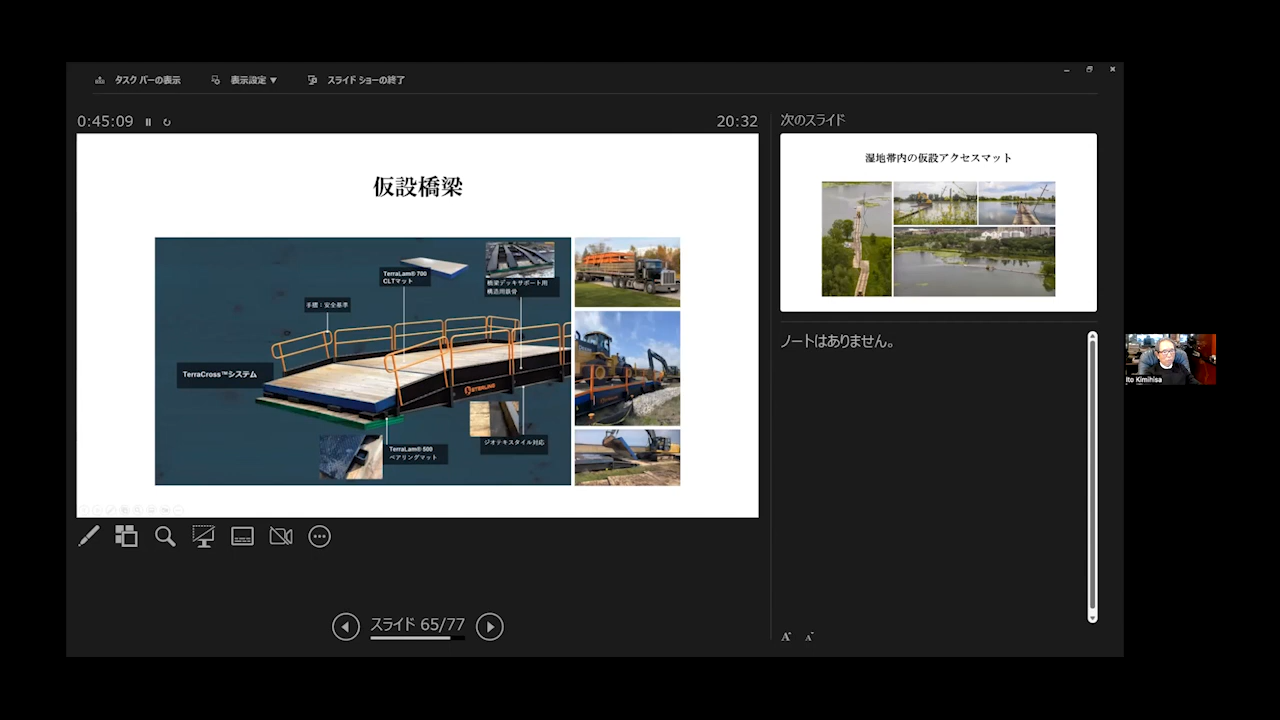 タスク バーの表示
表示設定 ▼
スライド ショーの終了
0:45:09
20:32
次のスライド
仮設橋梁
TerraLam® 700
CLTマット
橋梁デッキサポート用
構造用鉄骨
手摺:安全基準
TerraCross™システム
STERLING
TerraLam® 500
ベアリングマット
ジオテキスタイル対応
湿地帯内の仮設アクセスマット
ノートはありません。
Ito Kimihisa
スライド 65/77
A
A